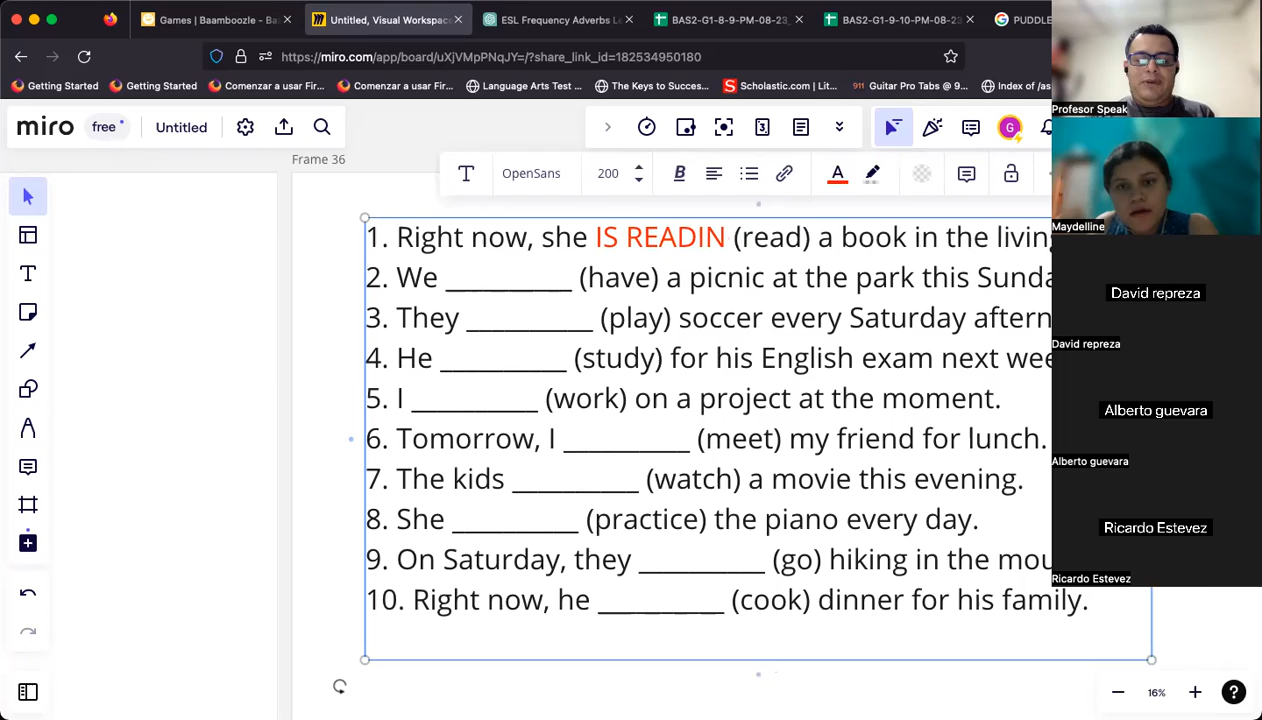 Games | Baamboozle - Ba
Untitled, Visual Workspac
ESL Frequency Adverbs L
BAS2-G1-8-9-PM-08-23_
BAS2-G1-9-10-PM-08-23
PUDDLE
https://miro.com/app/board/uXjVMpPNqJY=/?share_link_id=182534950180
Getting Started
Getting Started
Comenzar a usar Fir...
Comenzar a usar Fir...
Language Arts Test ...
The Keys to Succes...
Scholastic.com | Lit...
911 Guitar Pro Tabs @ 9...
Index of /as
miro
free
Untitled
Frame 36
OpenSans
200
1. Right now, she IS READIN (read) a book in the living
2. We __________ (have) a picnic at the park this Sunda
3. They __________ (play) soccer every Saturday aftern
4. He __________ (study) for his English exam next wee
5. I __________ (work) on a project at the moment.
6. Tomorrow, I __________ (meet) my friend for lunch.
7. The kids __________ (watch) a movie this evening.
8. She __________ (practice) the piano every day.
9. On Saturday, they __________ (go) hiking in the mou
10. Right now, he __________ (cook) dinner for his family.
Profesor Speak
Maydelline
David repreza
David repreza
Alberto guevara
Alberto guevara
Ricardo Estevez
Ricardo Estevez
16%